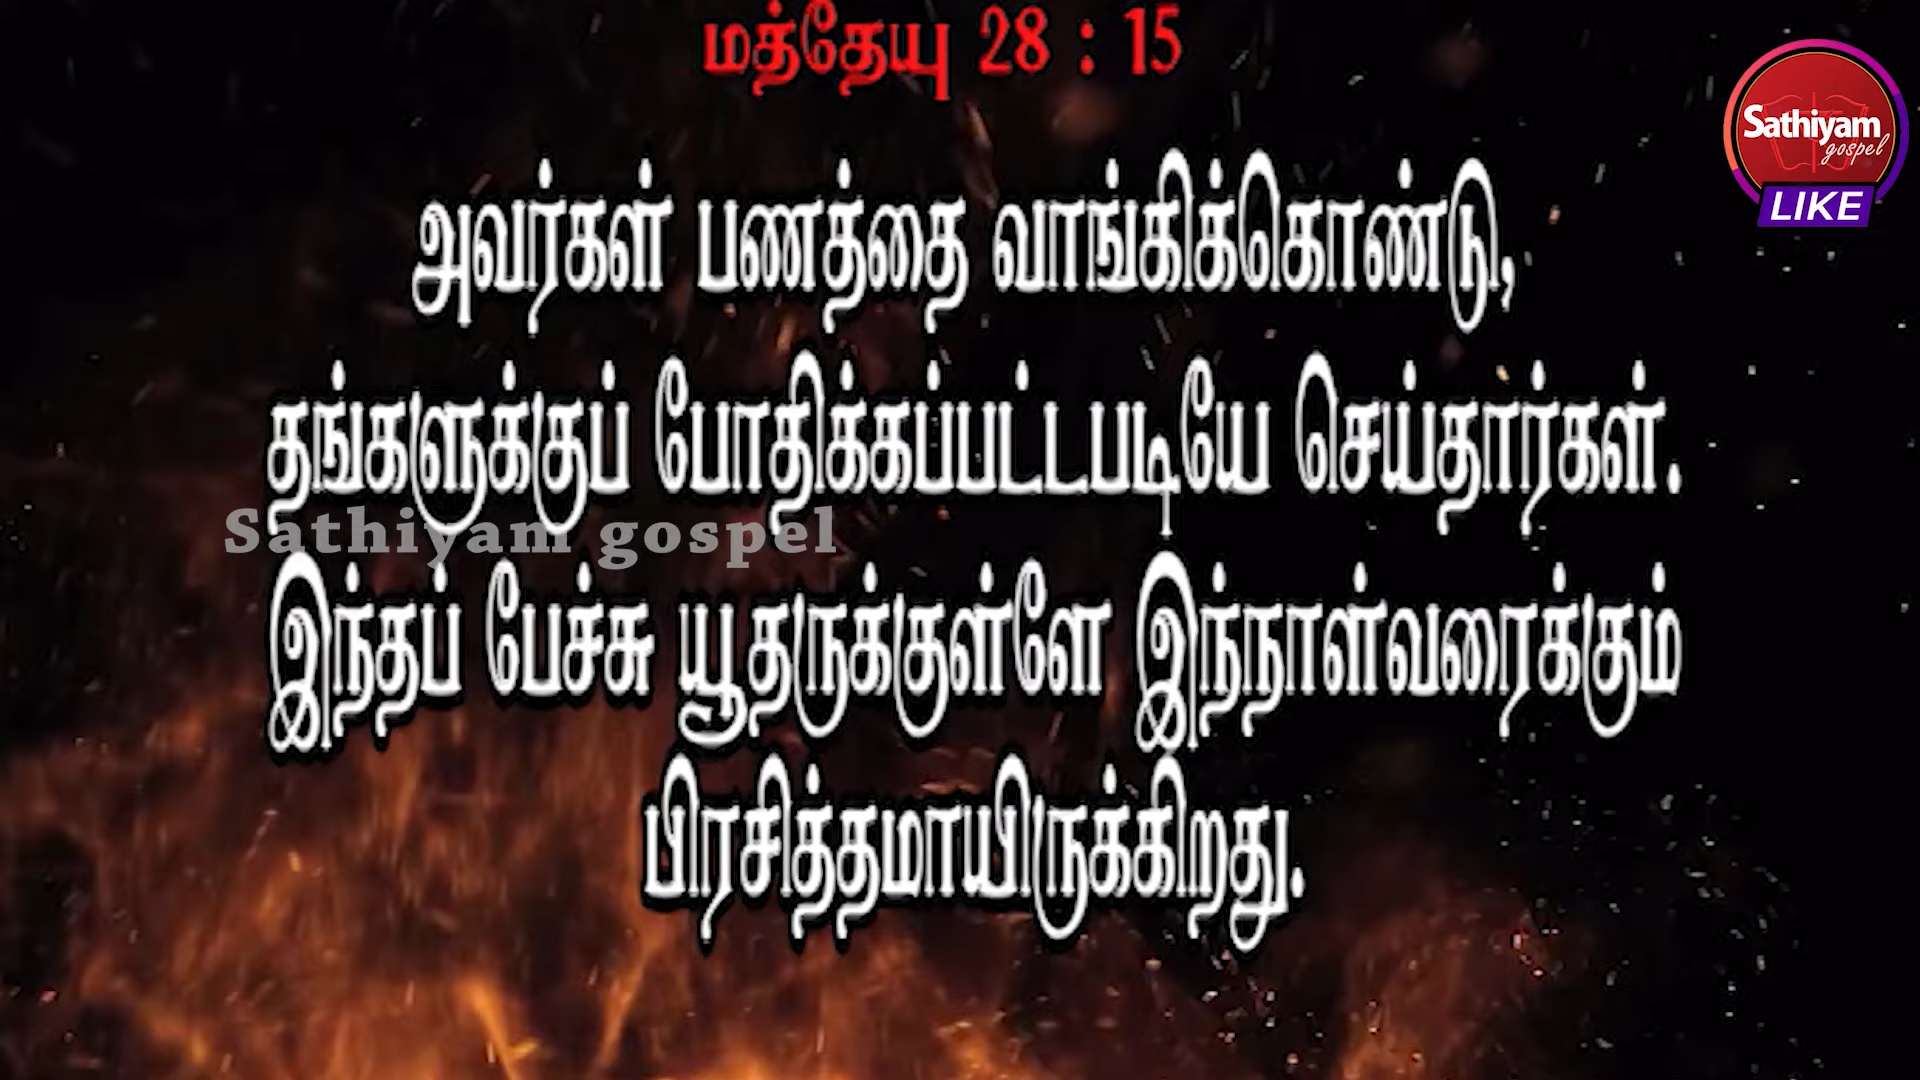 மத்தேயு 28 : 15
Sathiyam
gospel
LIKE
அவர்கள் பணத்தை வாங்கிக்கொண்டு,
தங்களுக்குப் போதிக்கப்பட்டபடியே செய்தார்கள்.
Sathiyam gospel
இந்தப் பேச்சு யூதருக்குள்ளே இந்நாள்வரைக்கும்
பிரசித்தமாயிருக்கிறது.